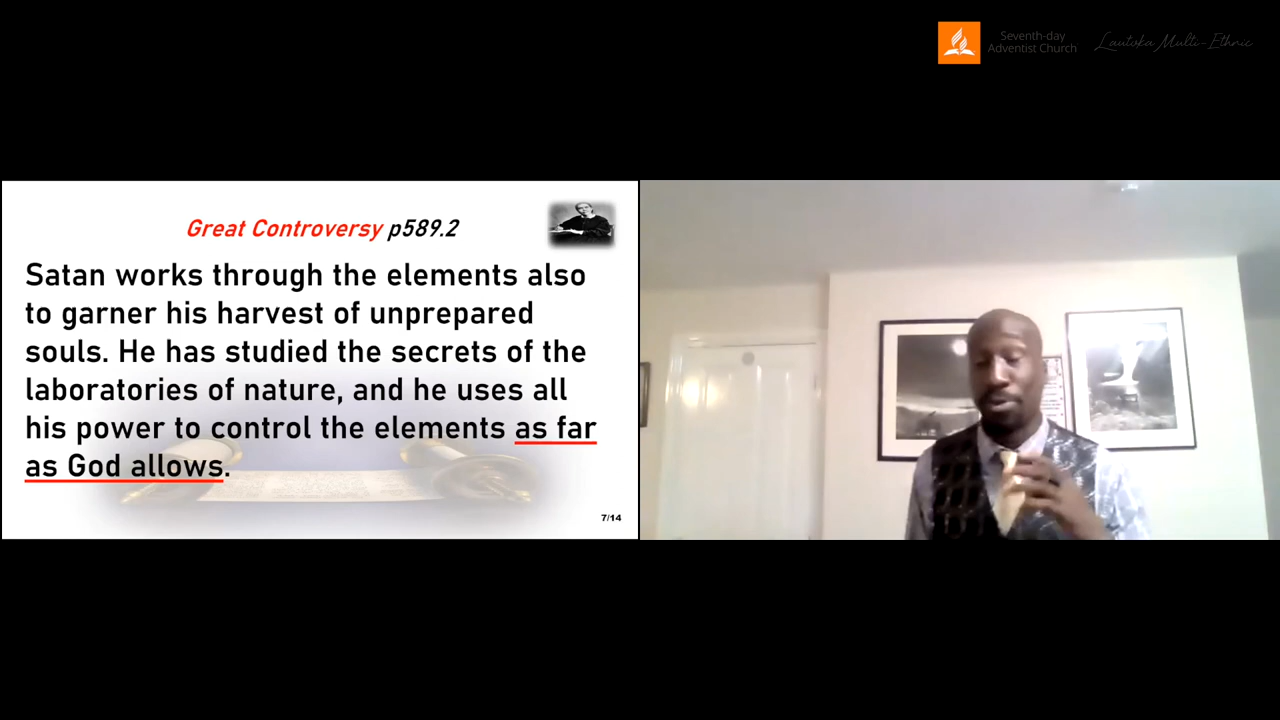 Seventh-day
Adventist Church
Lautoka Multi-Ethnic
Great Controversy p589.2
Satan works through the elements also
to garner his harvest of unprepared
souls. He has studied the secrets of the
laboratories of nature, and he uses all
his power to control the elements as far
as God allows.
7/14